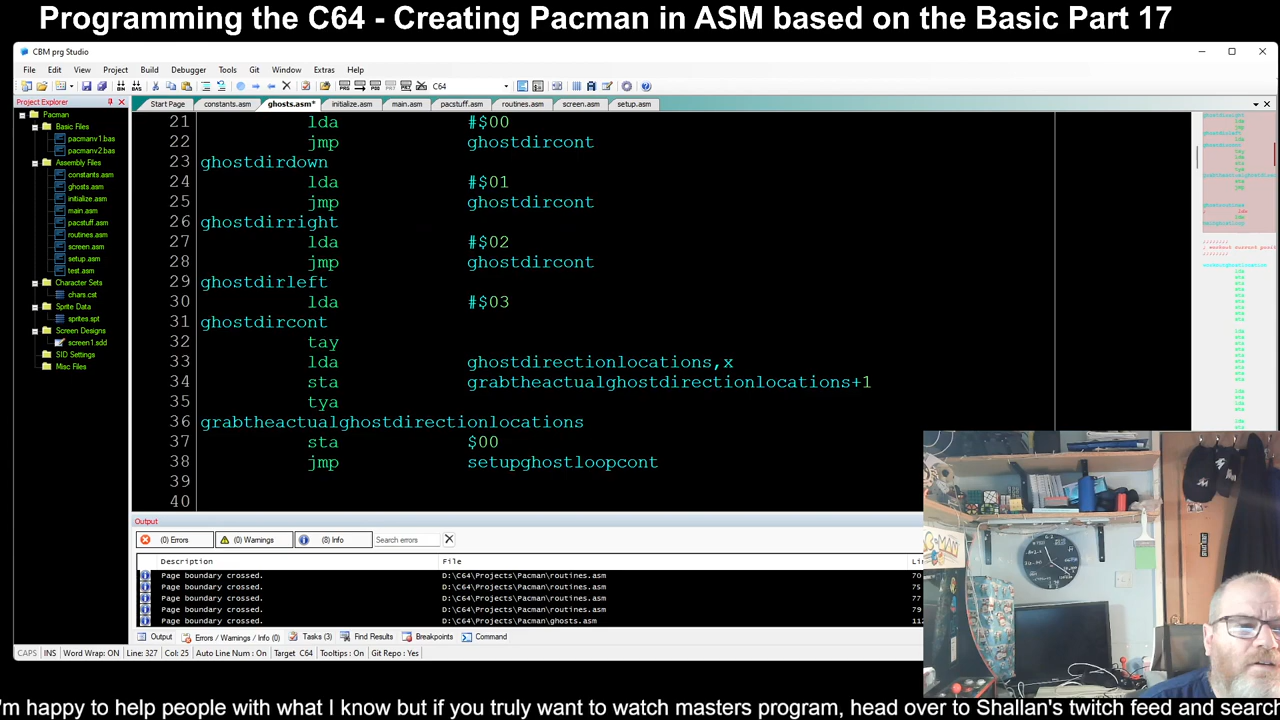 Programming the C64 - Creating Pacman in ASM based on the Basic Part 17
CBM prg Studio
File Edit View Project Build Debugger Tools Git Window Extras Help
C64
Project Explorer
Start Page constants.asm ghosts.asm* initialize.asm main.asm pacstuff.asm routines.asm screen.asm setup.asm
Pacman
Basic Files
pacmanv1.bas
pacmanv2.bas
Assembly Files
constants.asm
ghosts.asm
initialize.asm
main.asm
pacstuff.asm
routines.asm
screen.asm
setup.asm
test.asm
Character Sets
chars.cst
Sprite Data
sprites.spt
Screen Designs
screen1.sdd
SID Settings
Misc Files
21 lda #$00
22 jmp ghostdircont
23 ghostdirdown
24 lda #$01
25 jmp ghostdircont
26 ghostdirright
27 lda #$02
28 jmp ghostdircont
29 ghostdirleft
30 lda #$03
31 ghostdircont
32 tay
33 lda ghostdirectionlocations,x
34 sta grabtheactualghostdirectionlocations+1
35 tya
36 grabtheactualghostdirectionlocations
37 sta $00
38 jmp setupghostloopcont
39
40
Output
(0) Errors (0) Warnings (8) Info Search errors
Description File
Page boundary crossed. D:\C64\Projects\Pacman\routines.asm 70
Page boundary crossed. D:\C64\Projects\Pacman\routines.asm 75
Page boundary crossed. D:\C64\Projects\Pacman\routines.asm 77
Page boundary crossed. D:\C64\Projects\Pacman\routines.asm 79
Page boundary crossed. D:\C64\Projects\Pacman\ghosts.asm
Output Errors / Warnings / Info (0) Tasks (3) Find Results Breakpoints Command
CAPS INS Word Wrap: ON Line: 327 Col: 25 Auto Line Num : On Target C64 Tooltips : On Git Repo : Yes
'm happy to help people with what I know but if you truly want to watch masters program, head over to Shallan's twitch feed and search